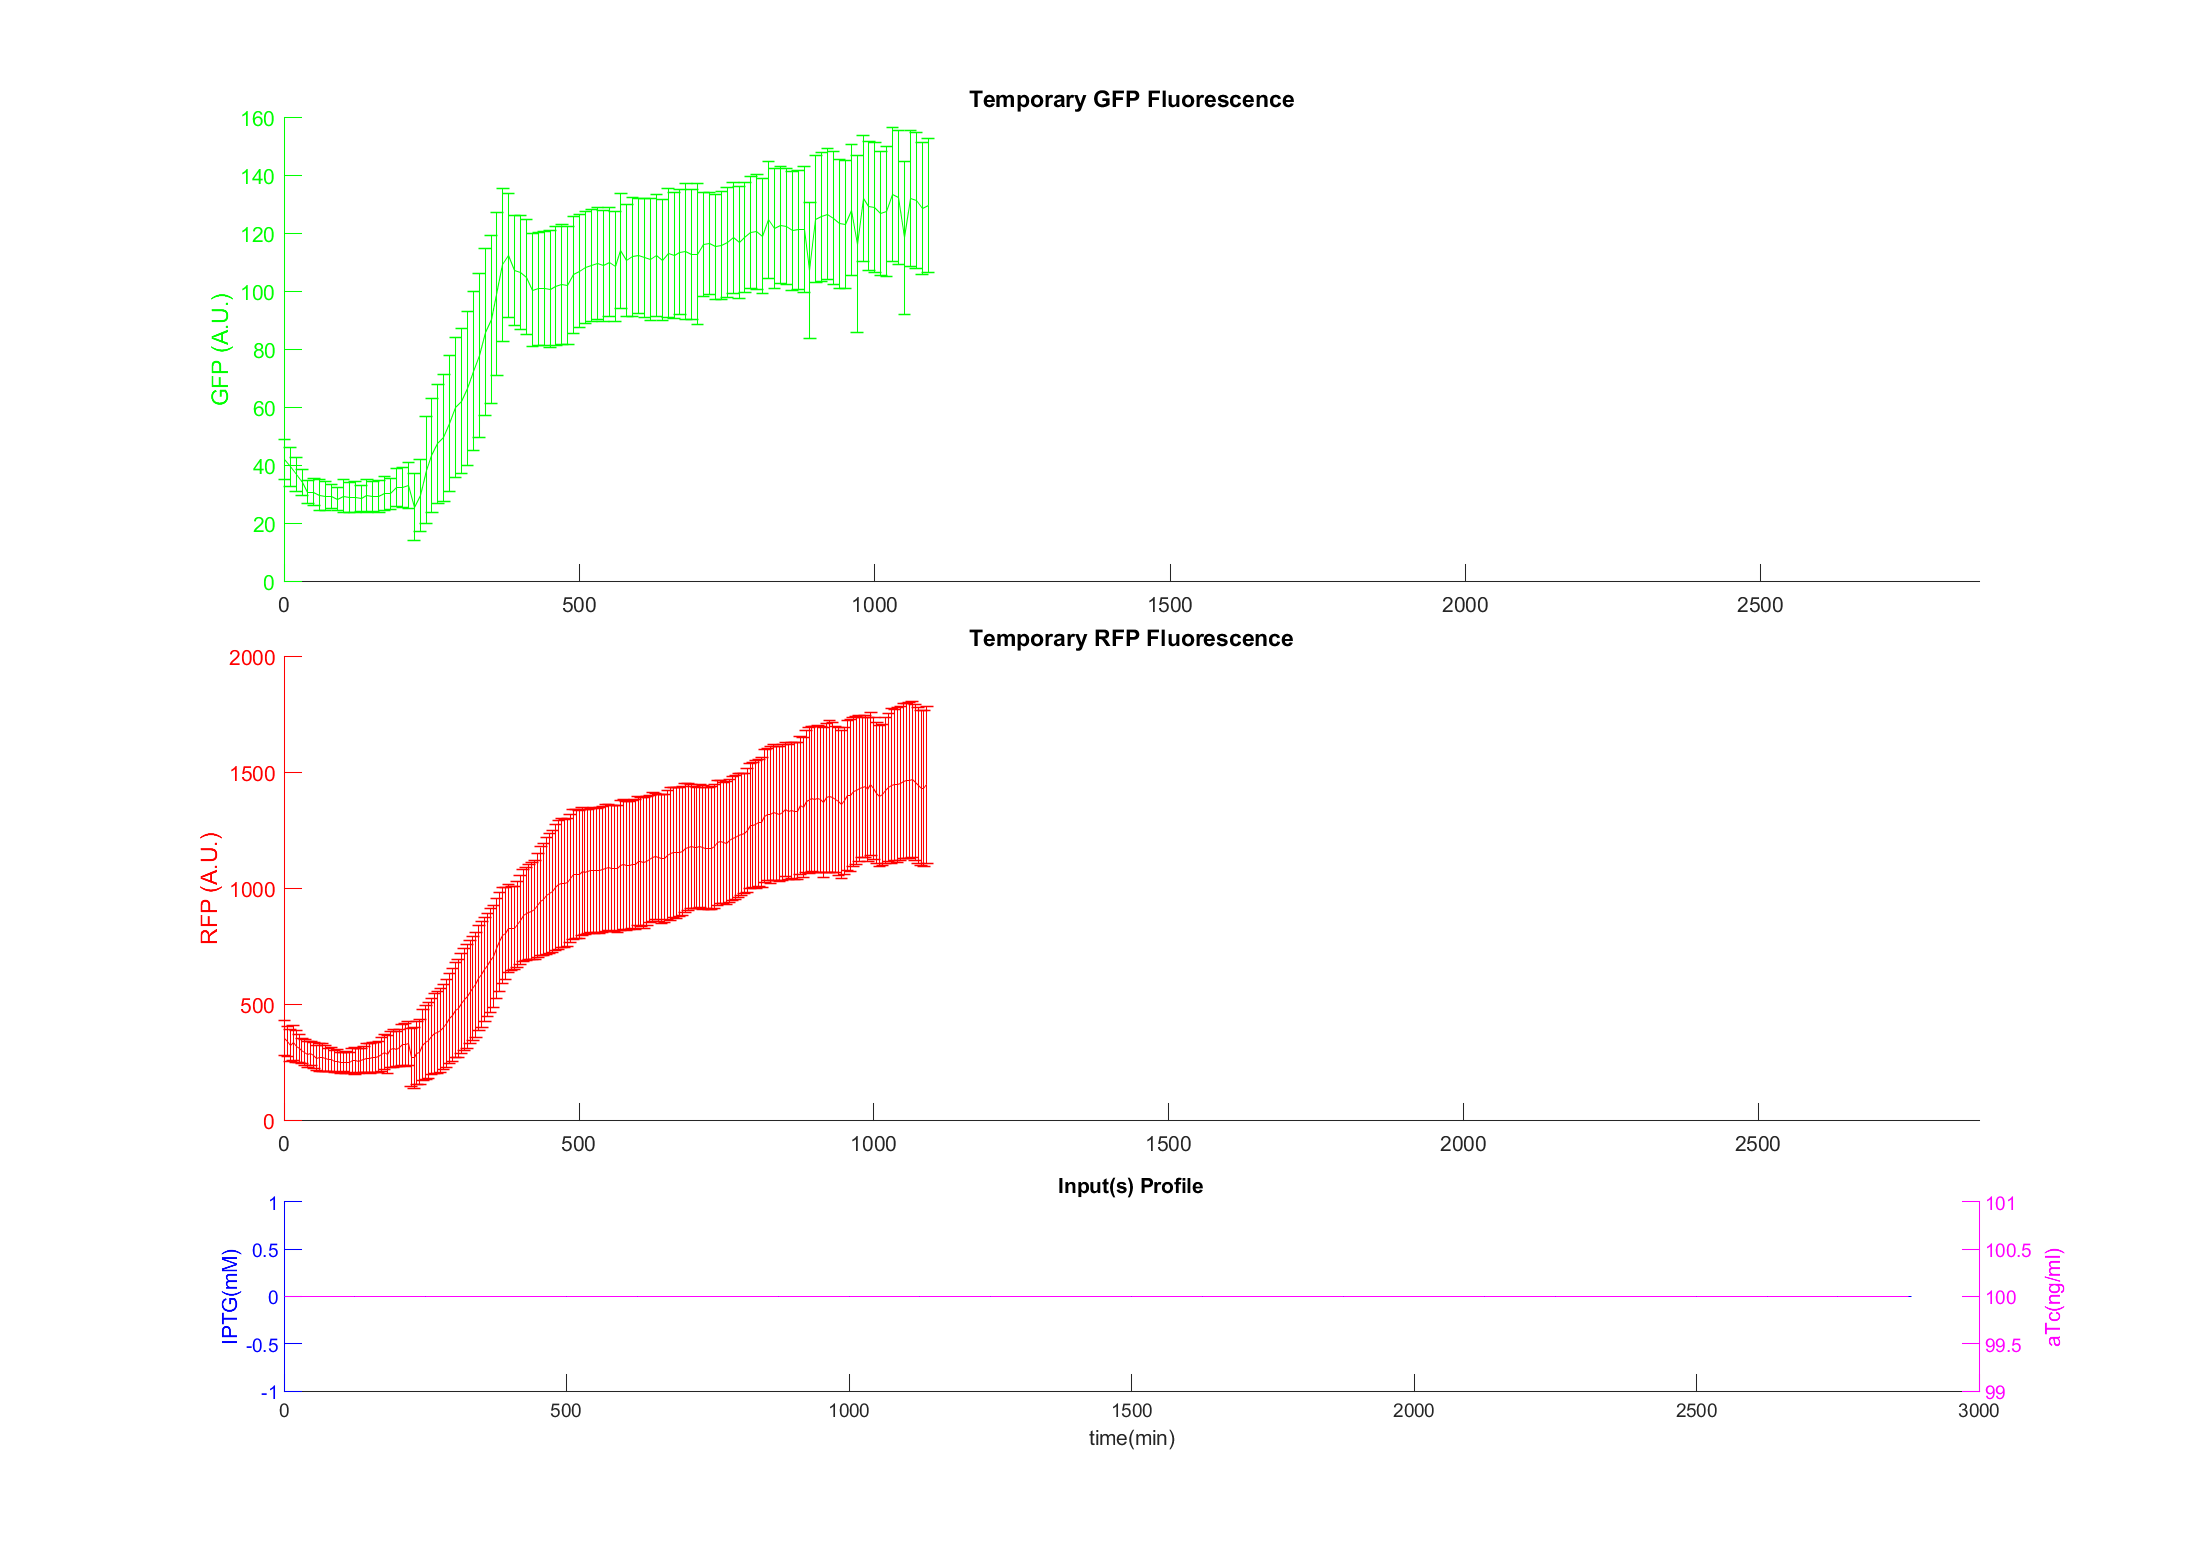 Temporary GFP Fluorescence
160
140
120
100
80
60
40
20
0
GFP (A.U.)
0 500 1000 1500 2000 2500
Temporary RFP Fluorescence
2000
1500
1000
500
0
RFP (A.U.)
0 500 1000 1500 2000 2500
Input(s) Profile
1
0.5
0
-0.5
-1
IPTG(mM)
101
100.5
100
99.5
99
aTc(ng/ml)
0 500 1000 1500 2000 2500 3000
time(min)